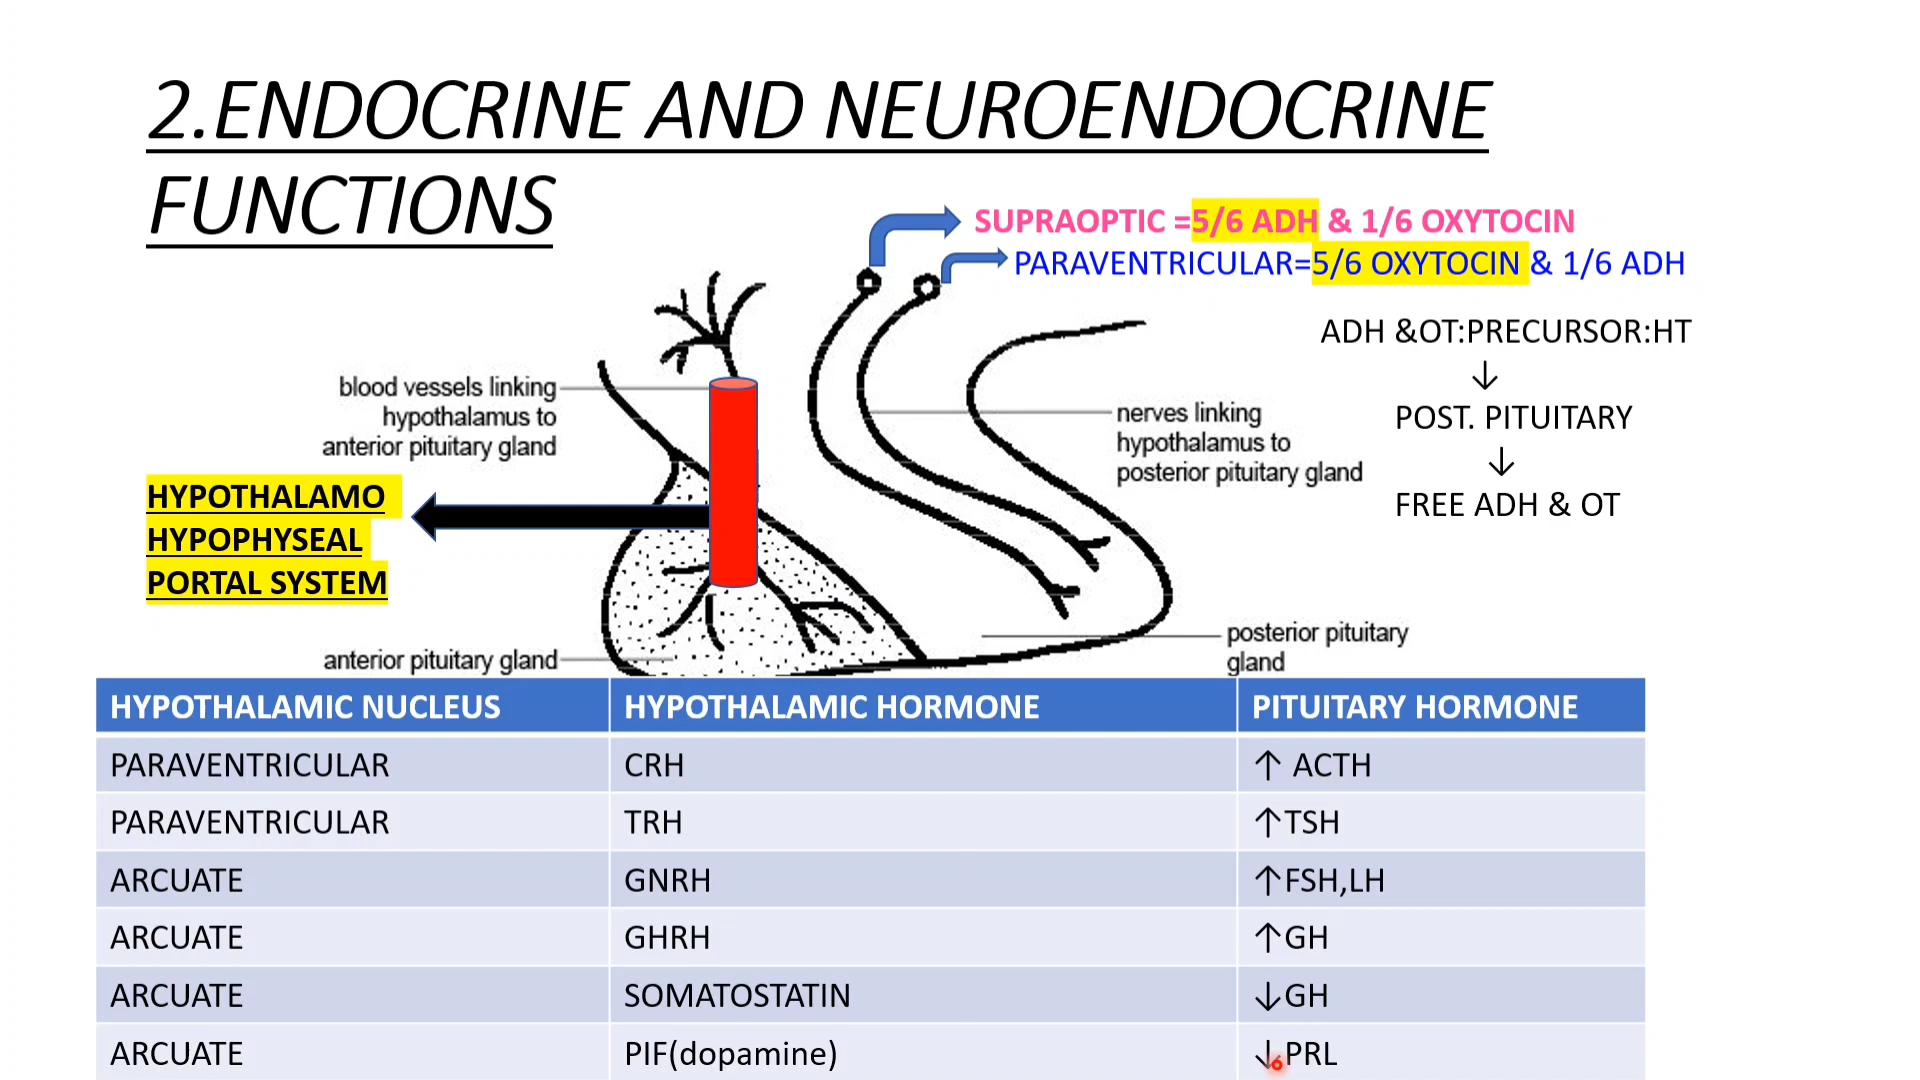 2.ENDOCRINE AND NEUROENDOCRINE
FUNCTIONS
SUPRAOPTIC =5/6 ADH & 1/6 OXYTOCIN
PARAVENTRICULAR=5/6 OXYTOCIN & 1/6 ADH
ADH &OT:PRECURSOR:HT
↓
POST. PITUITARY
↓
FREE ADH & OT
blood vessels linking
hypothalamus to
anterior pituitary gland
nerves linking
hypothalamus to
posterior pituitary gland
HYPOTHALAMO
HYPOPHYSEAL
PORTAL SYSTEM
anterior pituitary gland
posterior pituitary
gland
HYPOTHALAMIC NUCLEUS HYPOTHALAMIC HORMONE PITUITARY HORMONE
PARAVENTRICULAR CRH ↑ ACTH
PARAVENTRICULAR TRH ↑TSH
ARCUATE GNRH ↑FSH,LH
ARCUATE GHRH ↑GH
ARCUATE SOMATOSTATIN ↓GH
ARCUATE PIF(dopamine) ↓PRL
6